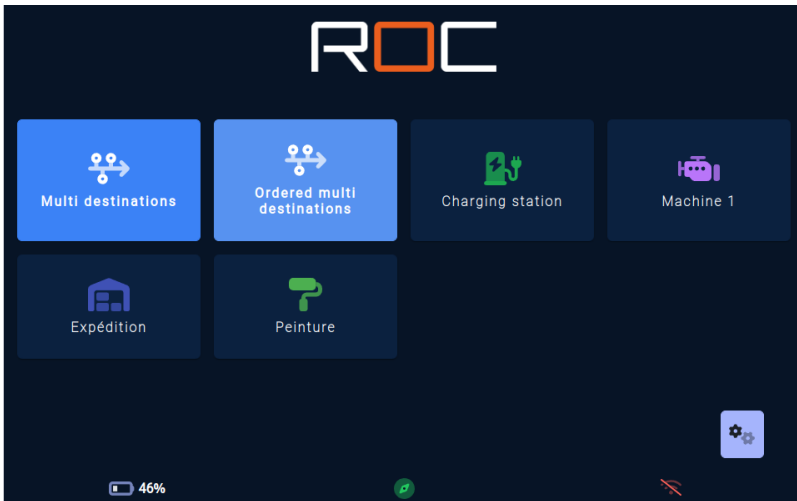 ROC
Multi destinations
Ordered multi
destinations
Charging station
Machine 1
Expédition
Peinture
46%